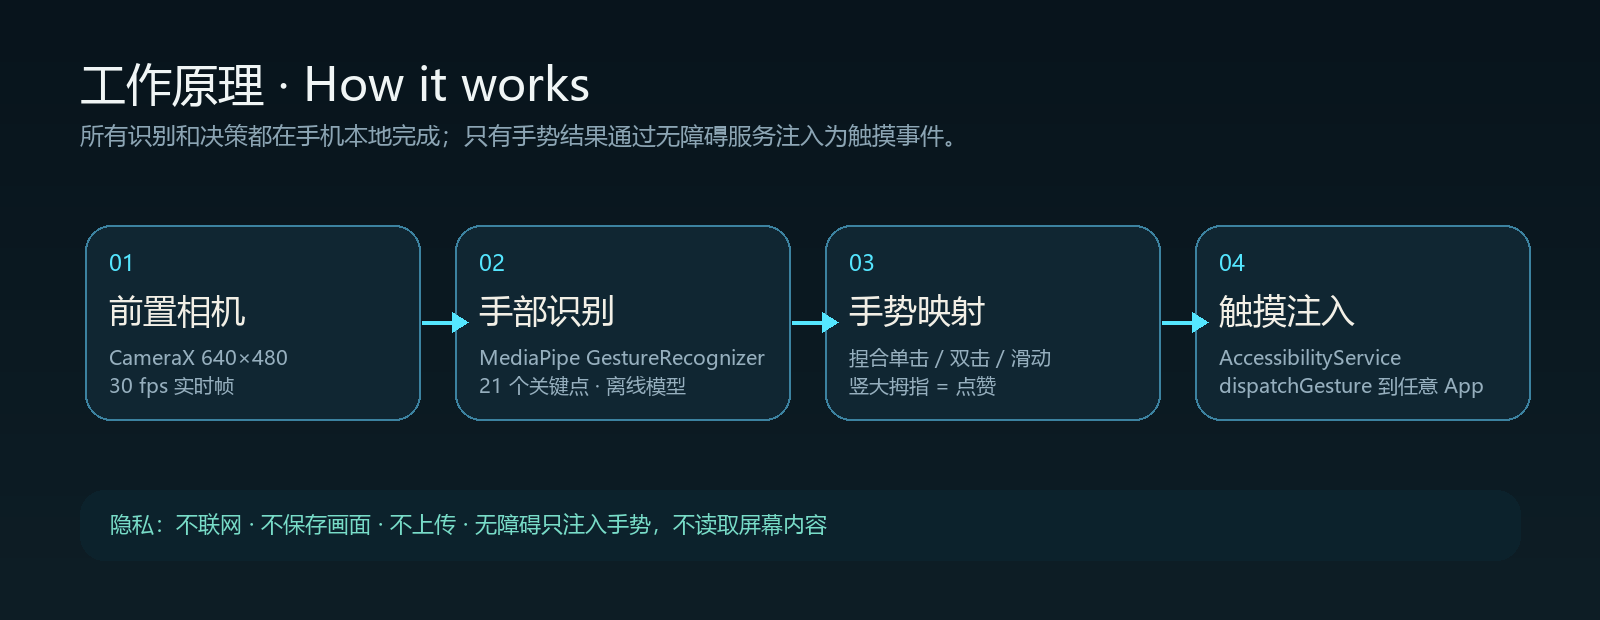 工作原理 · How it works
所有识别和决策都在手机本地完成；只有手势结果通过无障碍服务注入为触摸事件。
01
前置相机
CameraX 640×480
30 fps 实时帧
02
手部识别
MediaPipe GestureRecognizer
21 个关键点 · 离线模型
03
手势映射
捏合单击 / 双击 / 滑动
竖大拇指 = 点赞
04
触摸注入
AccessibilityService
dispatchGesture 到任意 App
隐私：不联网 · 不保存画面 · 不上传 · 无障碍只注入手势，不读取屏幕内容